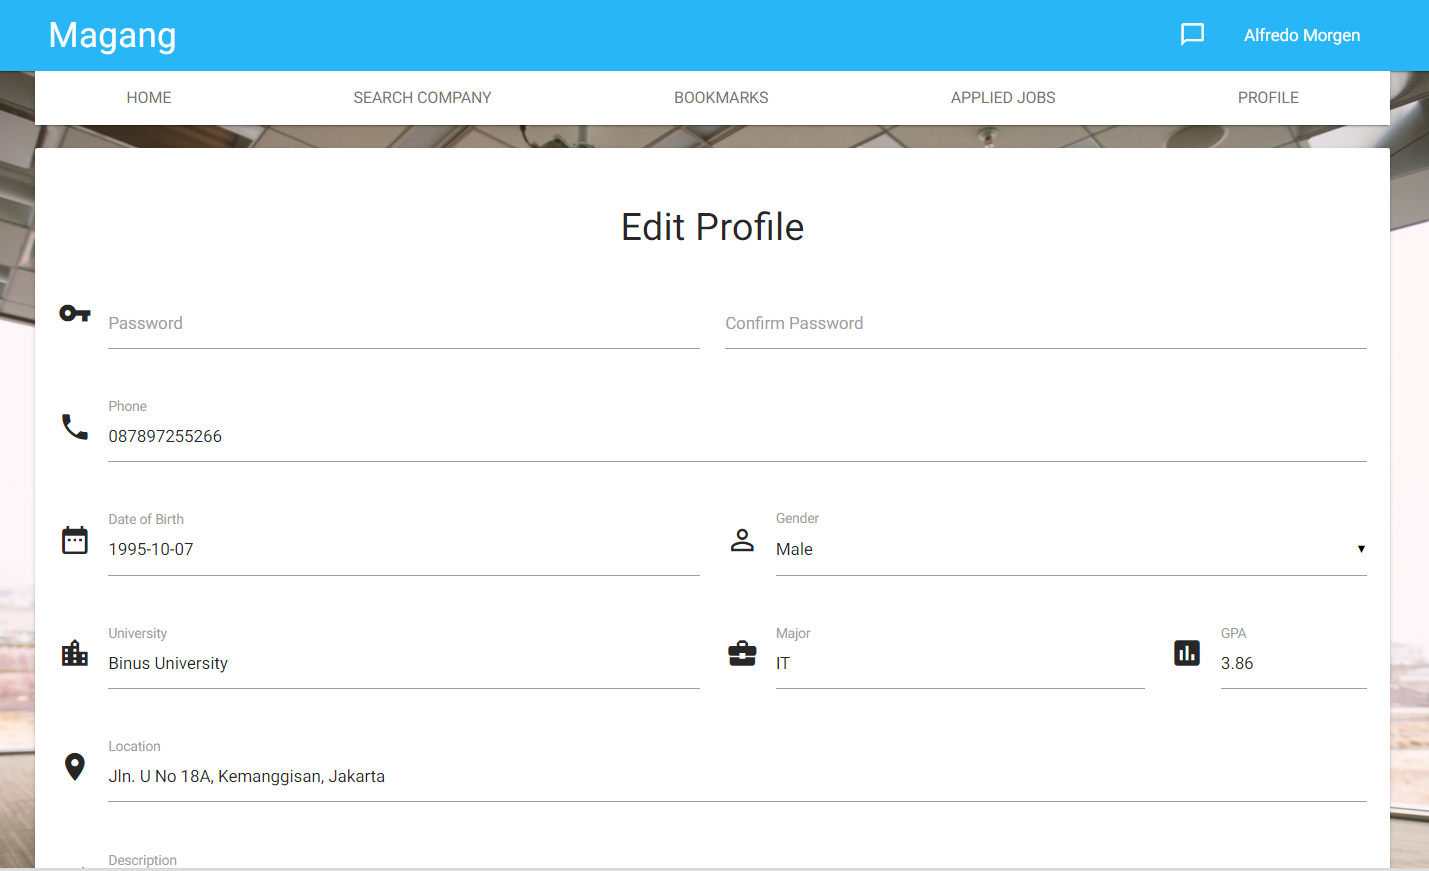 Magang
Alfredo Morgen
HOME SEARCH COMPANY BOOKMARKS APPLIED JOBS PROFILE
Edit Profile
Password Confirm Password
Phone
087897255266
Date of Birth Gender
1995-10-07 Male
University Major GPA
Binus University IT 3.86
Location
Jln. U No 18A, Kemanggisan, Jakarta
Description